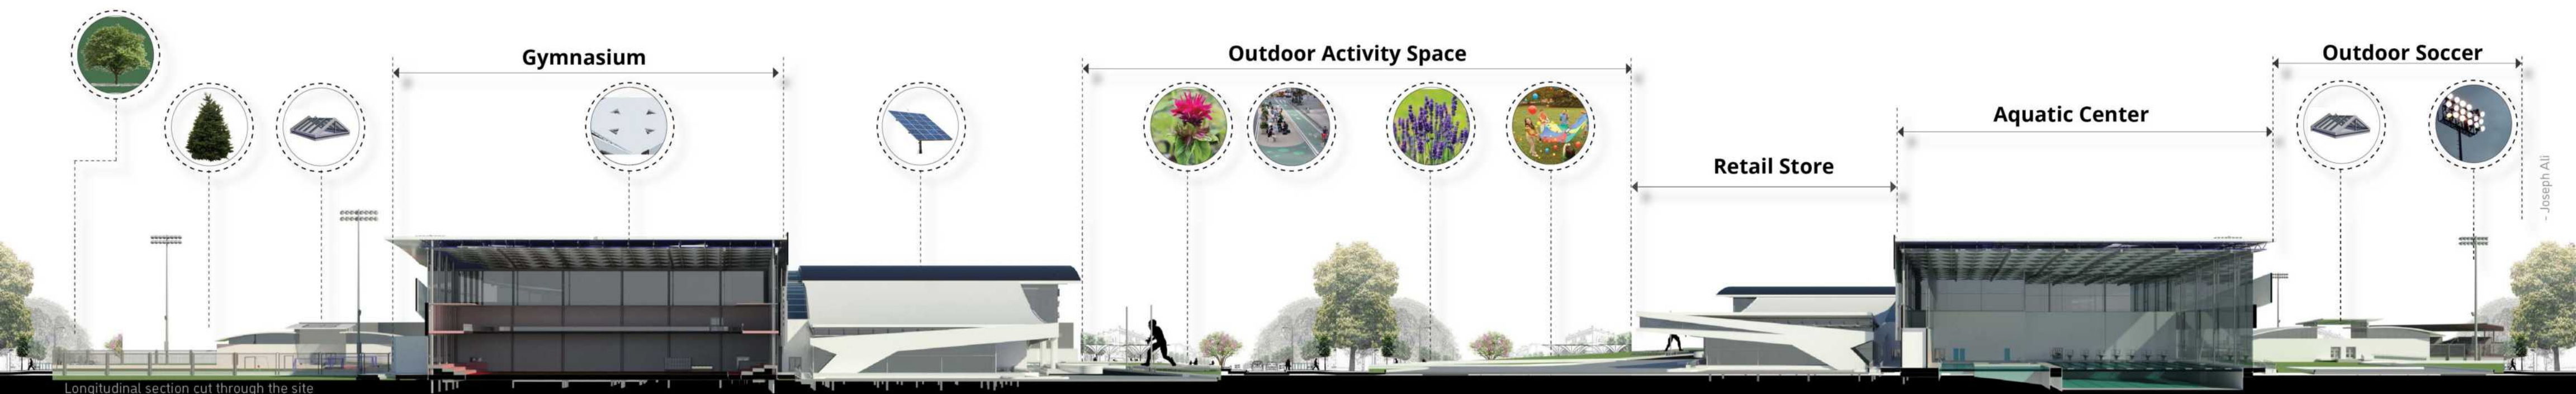 Gymnasium
Outdoor Activity Space
Retail Store
Aquatic Center
Outdoor Soccer
- Joseph Ali
Longitudinal section cut through the site